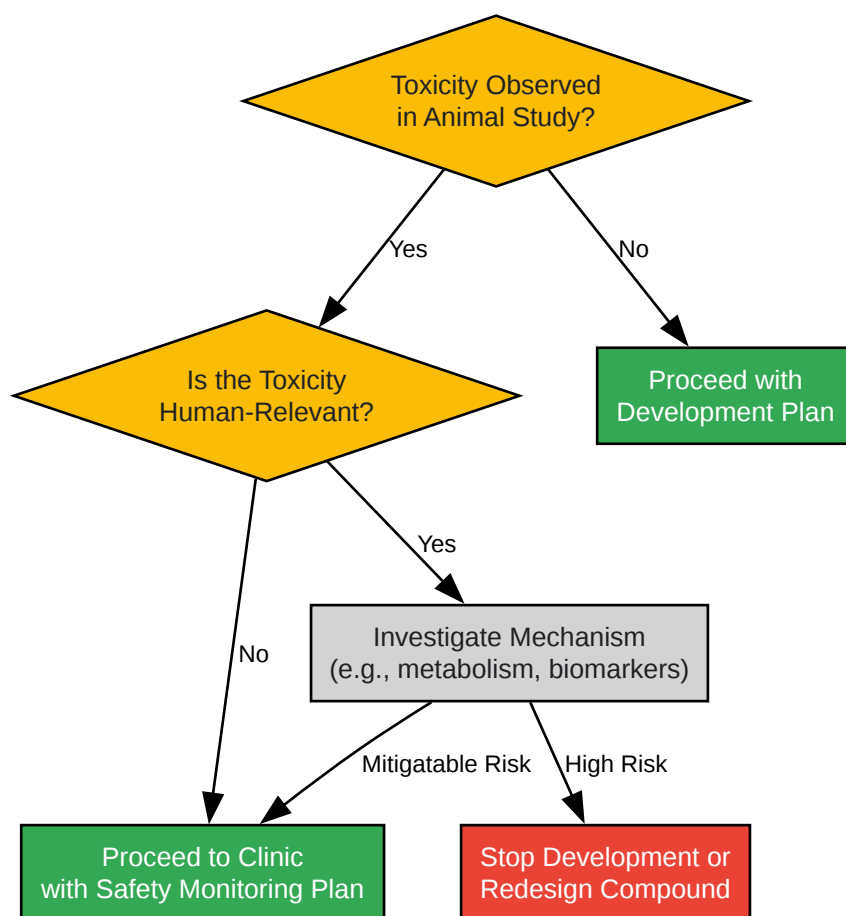 Toxicity Observed
in Animal Study?
Yes
No
Is the Toxicity
Human-Relevant?
Proceed with
Development Plan
Yes
No
Investigate Mechanism
(e.g., metabolism, biomarkers)
Mitigatable Risk
High Risk
Proceed to Clinic
with Safety Monitoring Plan
Stop Development or
Redesign Compound